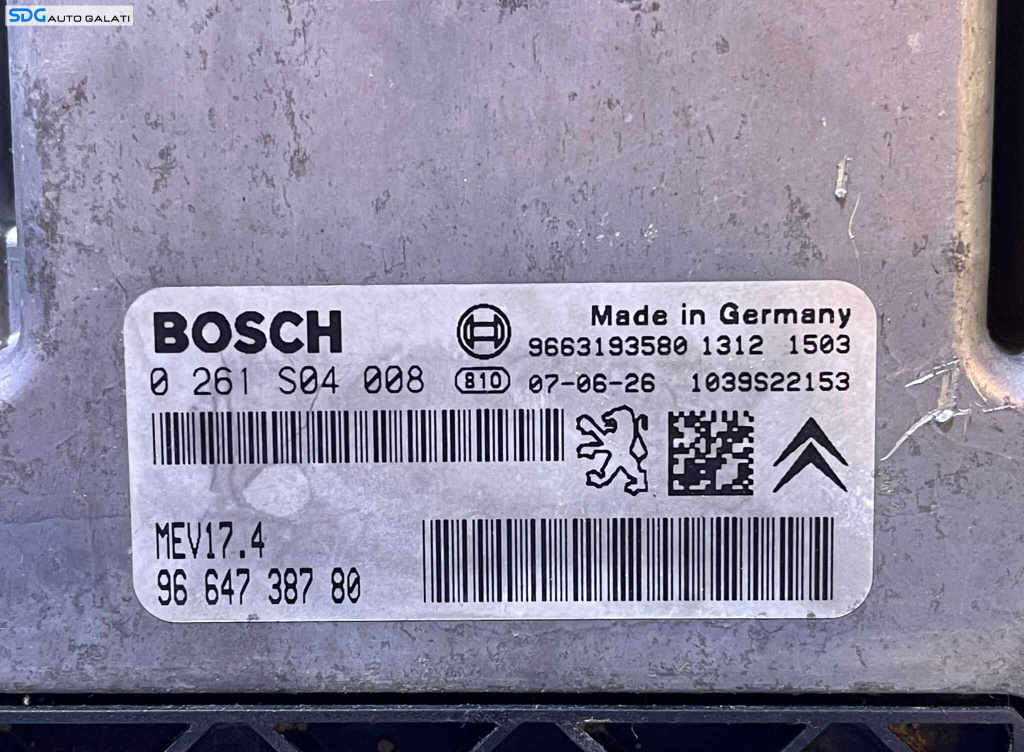 SDG AUTO GALATI
BOSCH
Made in Germany
9663193580 1312 1503
0 261 S04 008 810 07-06-26 1039S22153
MEV17.4
96 647 387 80